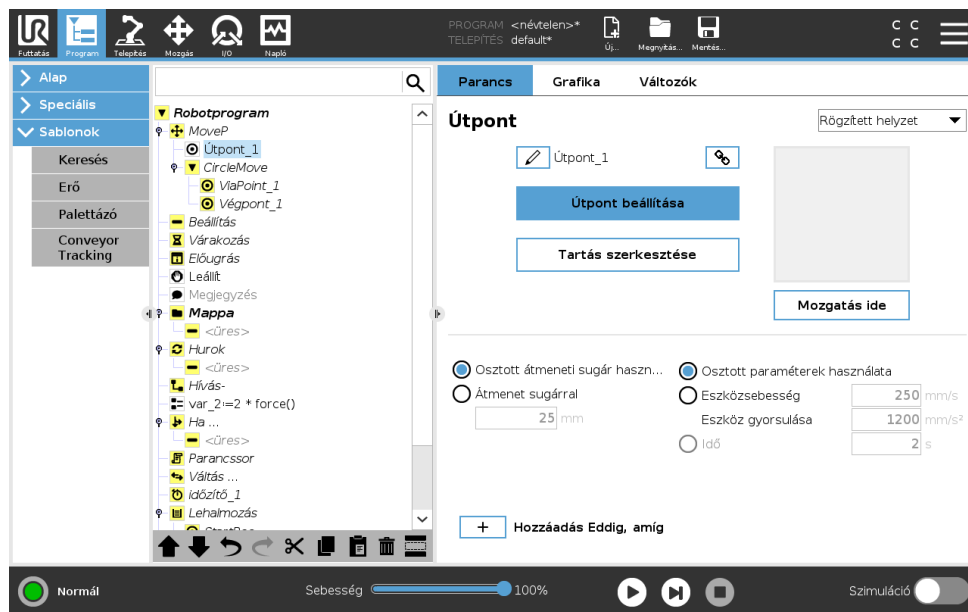 PROGRAM <névtelen>*
TELEPÍTÉS default*
Futtatás
Program
Telepítés
Mozgás
I/O
Napló
Új...
Megnyitás...
Mentés...
C C
C C
Alap
Speciális
Sablonok
Keresés
Erő
Palettázó
Conveyor
Tracking
Robotprogram
MoveP
Útpont_1
CircleMove
ViaPoint_1
Végpont_1
Beállítás
Várakozás
Előugrás
Leállít
Megjegyzés
Mappa
<üres>
Hurok
<üres>
Hívás-
var_2:=2 * force()
Ha ...
<üres>
Parancssor
Váltás ...
időzítő_1
Lehalmozás
Parancs
Grafika
Változók
Útpont
Rögzített helyzet
Útpont_1
Útpont beállítása
Tartás szerkesztése
Mozgatás ide
Osztott átmeneti sugár haszn...
Átmenet sugárral
25 mm
Osztott paraméterek használata
Eszközsebesség 250 mm/s
Eszköz gyorsulása 1200 mm/s²
Idő 2 s
+ Hozzáadás Eddig, amíg
Normál
Sebesség 100%
Szimuláció